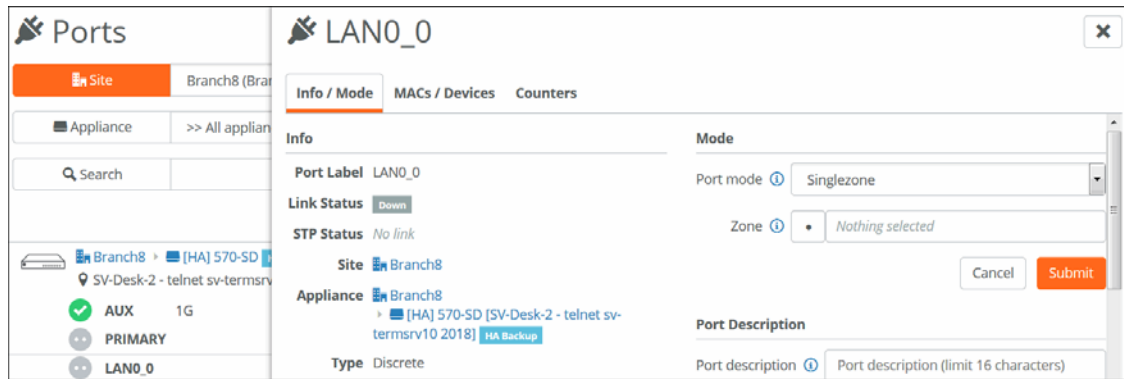 Ports
Site
Branch8 (Bran
Appliance
>> All applian
Search
Branch8 [HA] 570-SD
SV-Desk-2 - telnet sv-termsrv
AUX 1G
PRIMARY
LAN0_0
LAN0_0
Info / Mode MACs / Devices Counters
Info
Port Label LAN0_0
Link Status Down
STP Status No link
Site Branch8
Appliance Branch8
[HA] 570-SD [SV-Desk-2 - telnet sv-
termsrv10 2018] HA Backup
Type Discrete
Mode
Port mode Singlezone
Zone Nothing selected
Cancel Submit
Port Description
Port description Port description (limit 16 characters)